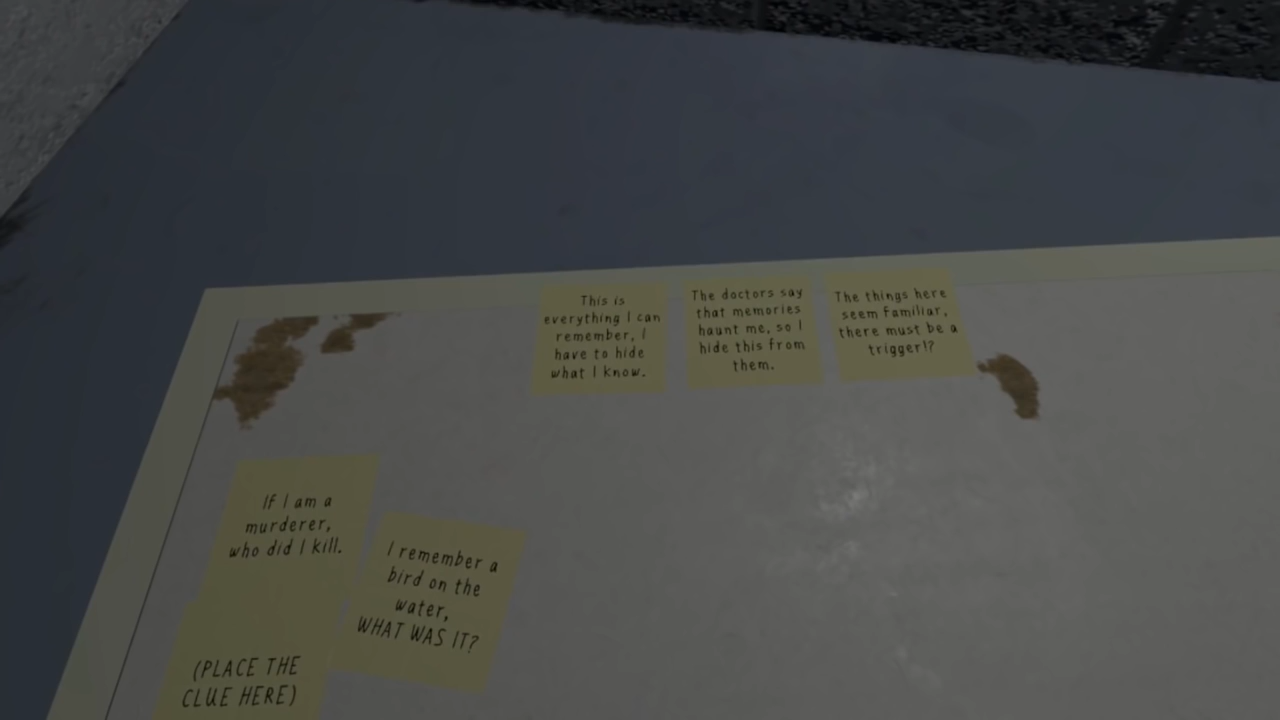 This is
everything I can
remember, I
have to hide
what I know.
The doctors say
that memories
haunt me, so I
hide this from
them.
The things here
seem familiar,
there must be a
trigger!?
If I am a
murderer,
who did I kill.
I remember a
bird on the
water,
WHAT WAS IT?
(PLACE THE
CLUE HERE)